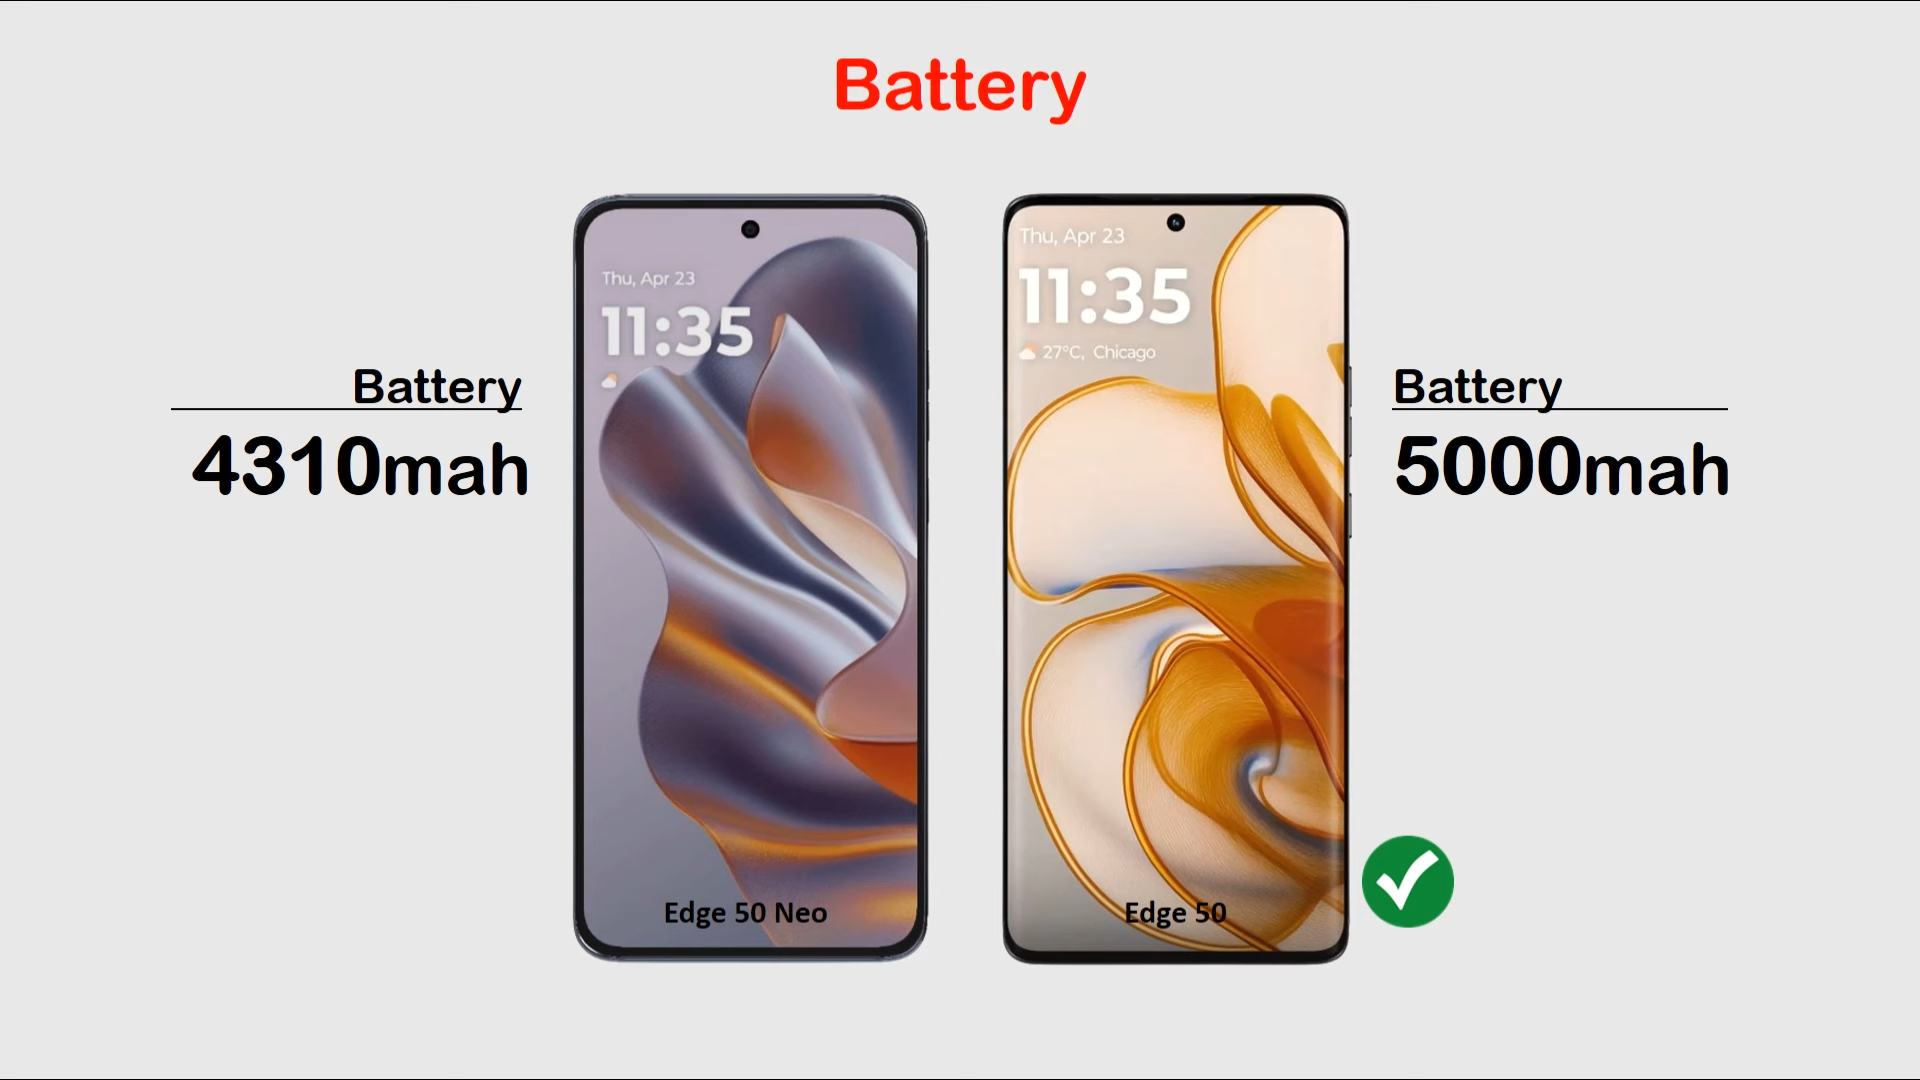 Battery
Thu, Apr 23
11:35
Battery
4310mah
Edge 50 Neo
Thu, Apr 23
11:35
27°C, Chicago
Battery
5000mah
Edge 50